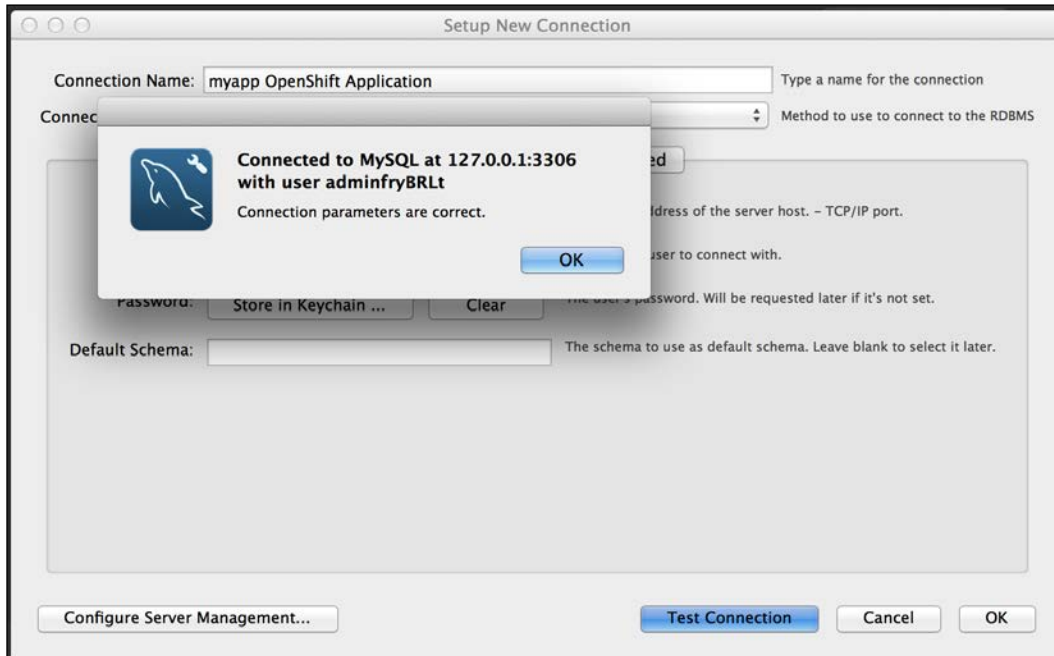 Setup New Connection
Connection Name: myapp OpenShift Application Type a name for the connection
Connec Method to use to connect to the RDBMS
Connected to MySQL at 127.0.0.1:3306
with user adminfryBRLt
Connection parameters are correct.
OK
ed
ddress of the server host. – TCP/IP port.
user to connect with.
Password: Store in Keychain ... Clear The user's password. Will be requested later if it's not set.
Default Schema: The schema to use as default schema. Leave blank to select it later.
Configure Server Management... Test Connection Cancel OK